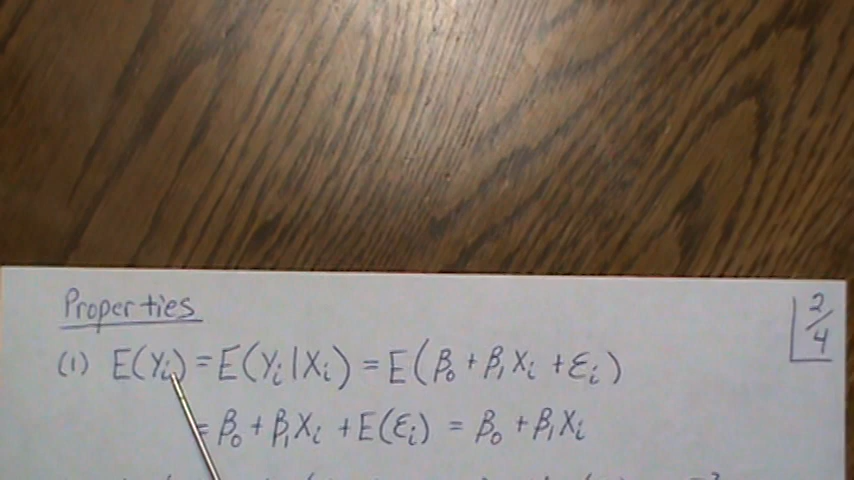 Properties
2/4
(1) E(Yi) = E(Yi|Xi) = E(β0 + β1Xi + εi)
= β0 + β1Xi + E(εi) = β0 + β1Xi